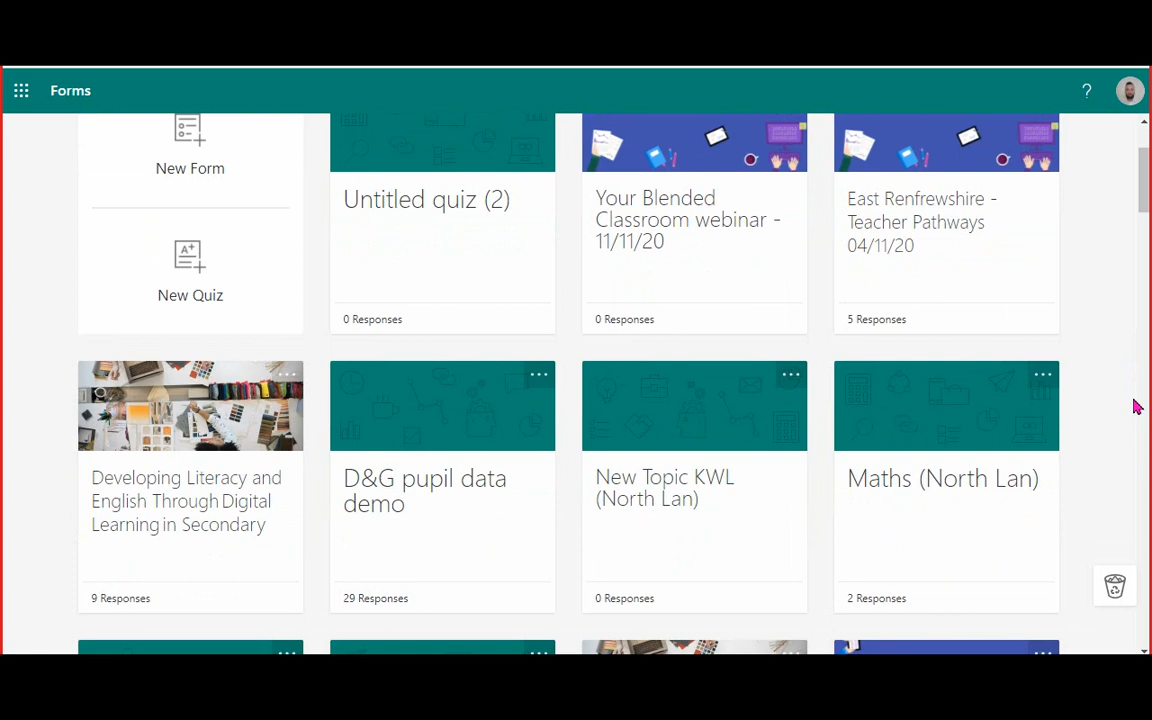 Forms
?
New Form
A+
New Quiz
Untitled quiz (2)
0 Responses
Your Blended
Classroom webinar -
11/11/20
0 Responses
East Renfrewshire -
Teacher Pathways
04/11/20
5 Responses
Developing Literacy and
English Through Digital
Learning in Secondary
9 Responses
D&G pupil data
demo
29 Responses
New Topic KWL
(North Lan)
0 Responses
Maths (North Lan)
2 Responses